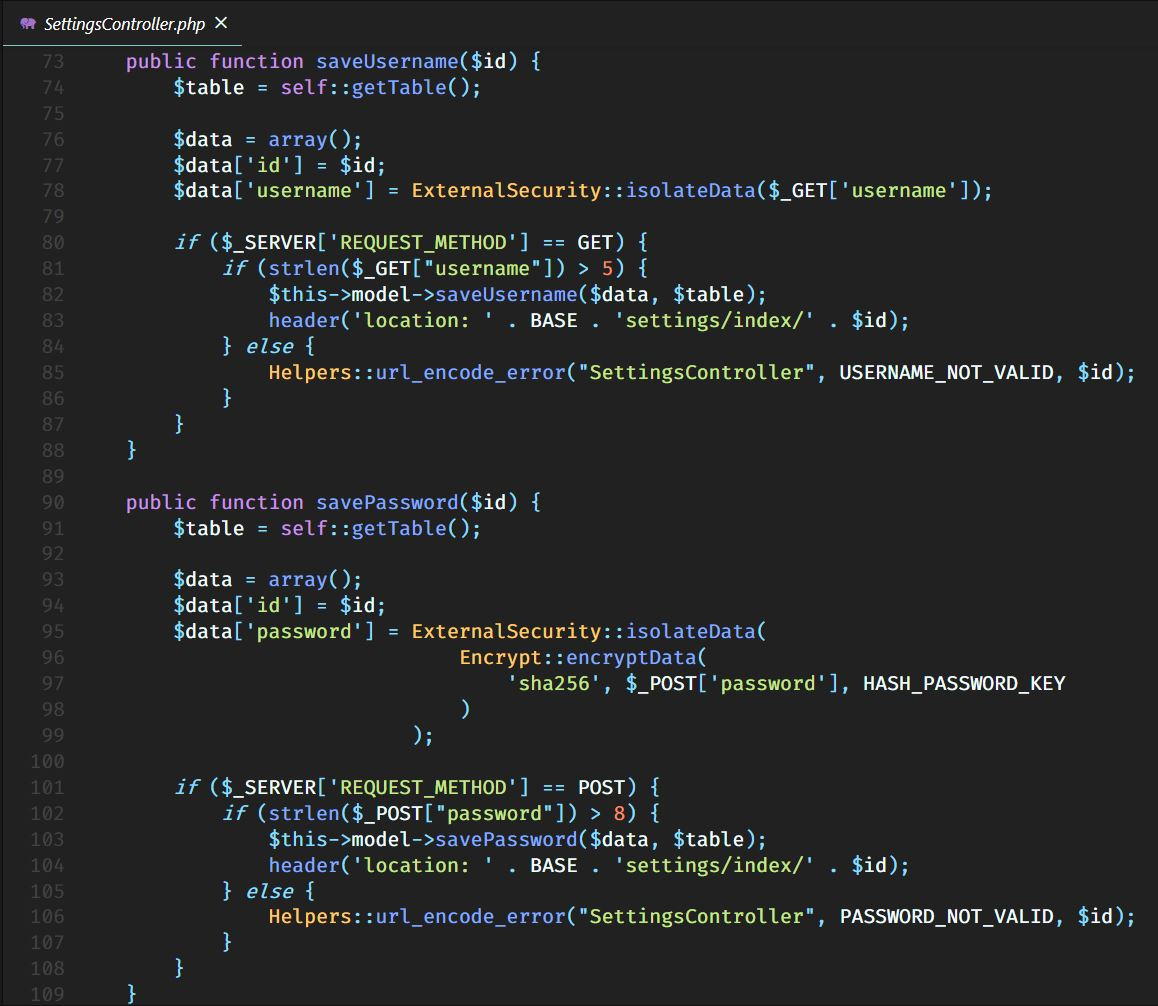 SettingsController.php ×
73 public function saveUsername($id) {
74 $table = self::getTable();
75
76 $data = array();
77 $data['id'] = $id;
78 $data['username'] = ExternalSecurity::isolateData($_GET['username']);
79
80 if ($_SERVER['REQUEST_METHOD'] == GET) {
81 if (strlen($_GET["username"]) > 5) {
82 $this->model->saveUsername($data, $table);
83 header('location: ' . BASE . 'settings/index/' . $id);
84 } else {
85 Helpers::url_encode_error("SettingsController", USERNAME_NOT_VALID, $id);
86 }
87 }
88 }
89
90 public function savePassword($id) {
91 $table = self::getTable();
92
93 $data = array();
94 $data['id'] = $id;
95 $data['password'] = ExternalSecurity::isolateData(
96 Encrypt::encryptData(
97 'sha256', $_POST['password'], HASH_PASSWORD_KEY
98 )
99 );
100
101 if ($_SERVER['REQUEST_METHOD'] == POST) {
102 if (strlen($_POST["password"]) > 8) {
103 $this->model->savePassword($data, $table);
104 header('location: ' . BASE . 'settings/index/' . $id);
105 } else {
106 Helpers::url_encode_error("SettingsController", PASSWORD_NOT_VALID, $id);
107 }
108 }
109 }